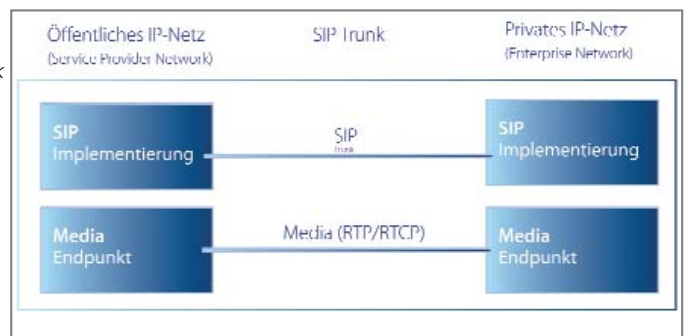 Öffentliches IP-Netz
(Service Provider Network)
SIP Trunk
Privates IP-Netz
(Enterprise Network)
SIP
Implementierung
SIP
Trunk
SIP
Implementierung
Media
Endpunkt
Media (RTP/RTCP)
Media
Endpunkt